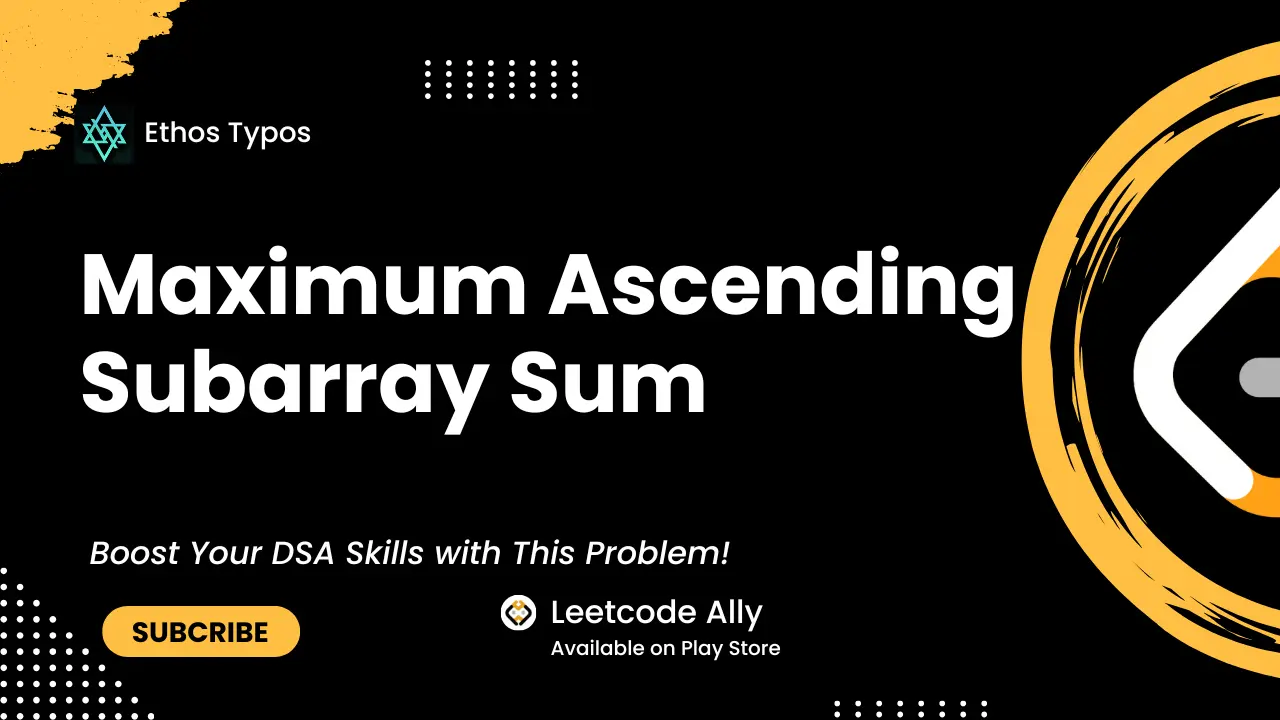 Ethos Typos
Maximum Ascending
Subarray Sum
Boost Your DSA Skills with This Problem!
SUBCRIBE
Leetcode Ally
Available on Play Store